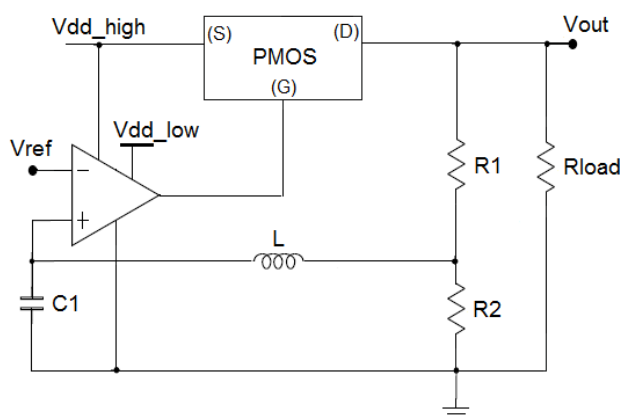 Vdd_high
(S)
(D)
Vout
PMOS
(G)
Vdd_low
Vref
−
+
R1
Rload
L
C1
R2